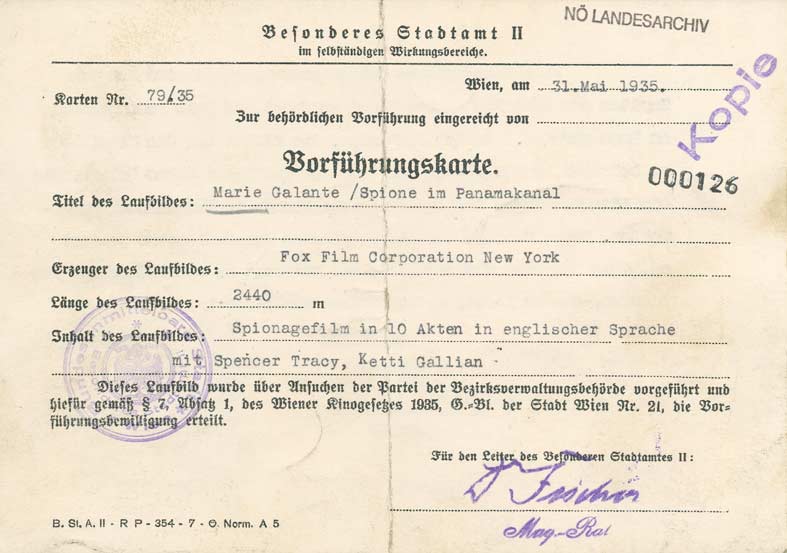 Besonderes Stadtamt II
im selbständigen Wirkungsbereiche.
NÖ LANDESARCHIV
Karten Nr. 79/35
Wien, am 31. Mai 1935.
Kopie
Zur behördlichen Vorführung eingereicht von
Vorführungskarte.
000126
Titel des Laufbildes: Marie Galante /Spione im Panamakanal
Erzeuger des Laufbildes: Fox Film Corporation New York
Länge des Laufbildes: 2440 m
Inhalt des Laufbildes: Spionagefilm in 10 Akten in englischer Sprache
mit Spencer Tracy, Ketti Gallian
Dieses Laufbild wurde über Ansuchen der Partei der Bezirksverwaltungsbehörde vorgeführt und
hiefür gemäß § 7, Absatz 1, des Wiener Kinogesetzes 1935, G.-Bl. der Stadt Wien Nr. 21, die Vor-
führungsbewilligung erteilt.
Für den Leiter des Besonderen Stadtamtes II:
Mag.-Rat
B. St. A. II - R P - 354 - 7 - Ö. Norm. A 5